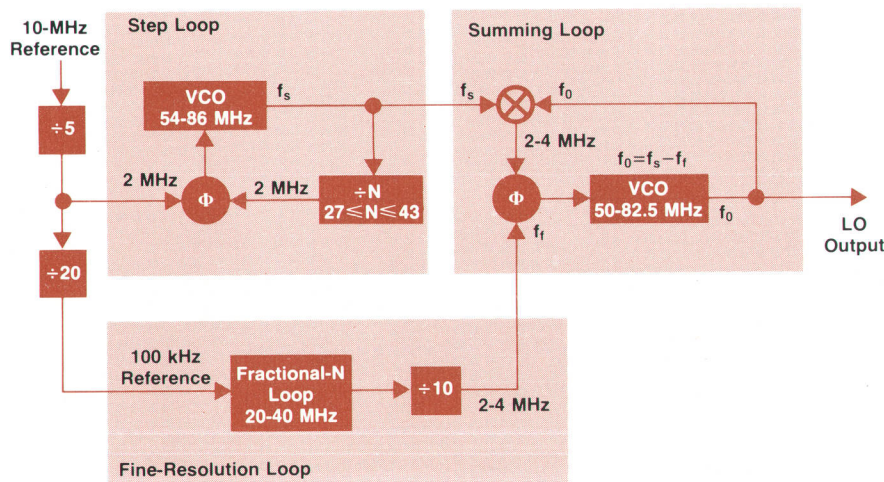 Step Loop
Summing Loop
10-MHz
Reference
VCO
54-86 MHz
fs
fs
f0
÷5
2-4 MHz
f0=fs−ff
2 MHz
Φ
2 MHz
÷N
27≤N≤43
Φ
VCO
50-82.5 MHz
f0
ff
LO
Output
÷20
100 kHz
Reference
Fractional-N
Loop
20-40 MHz
÷10
2-4 MHz
Fine-Resolution Loop